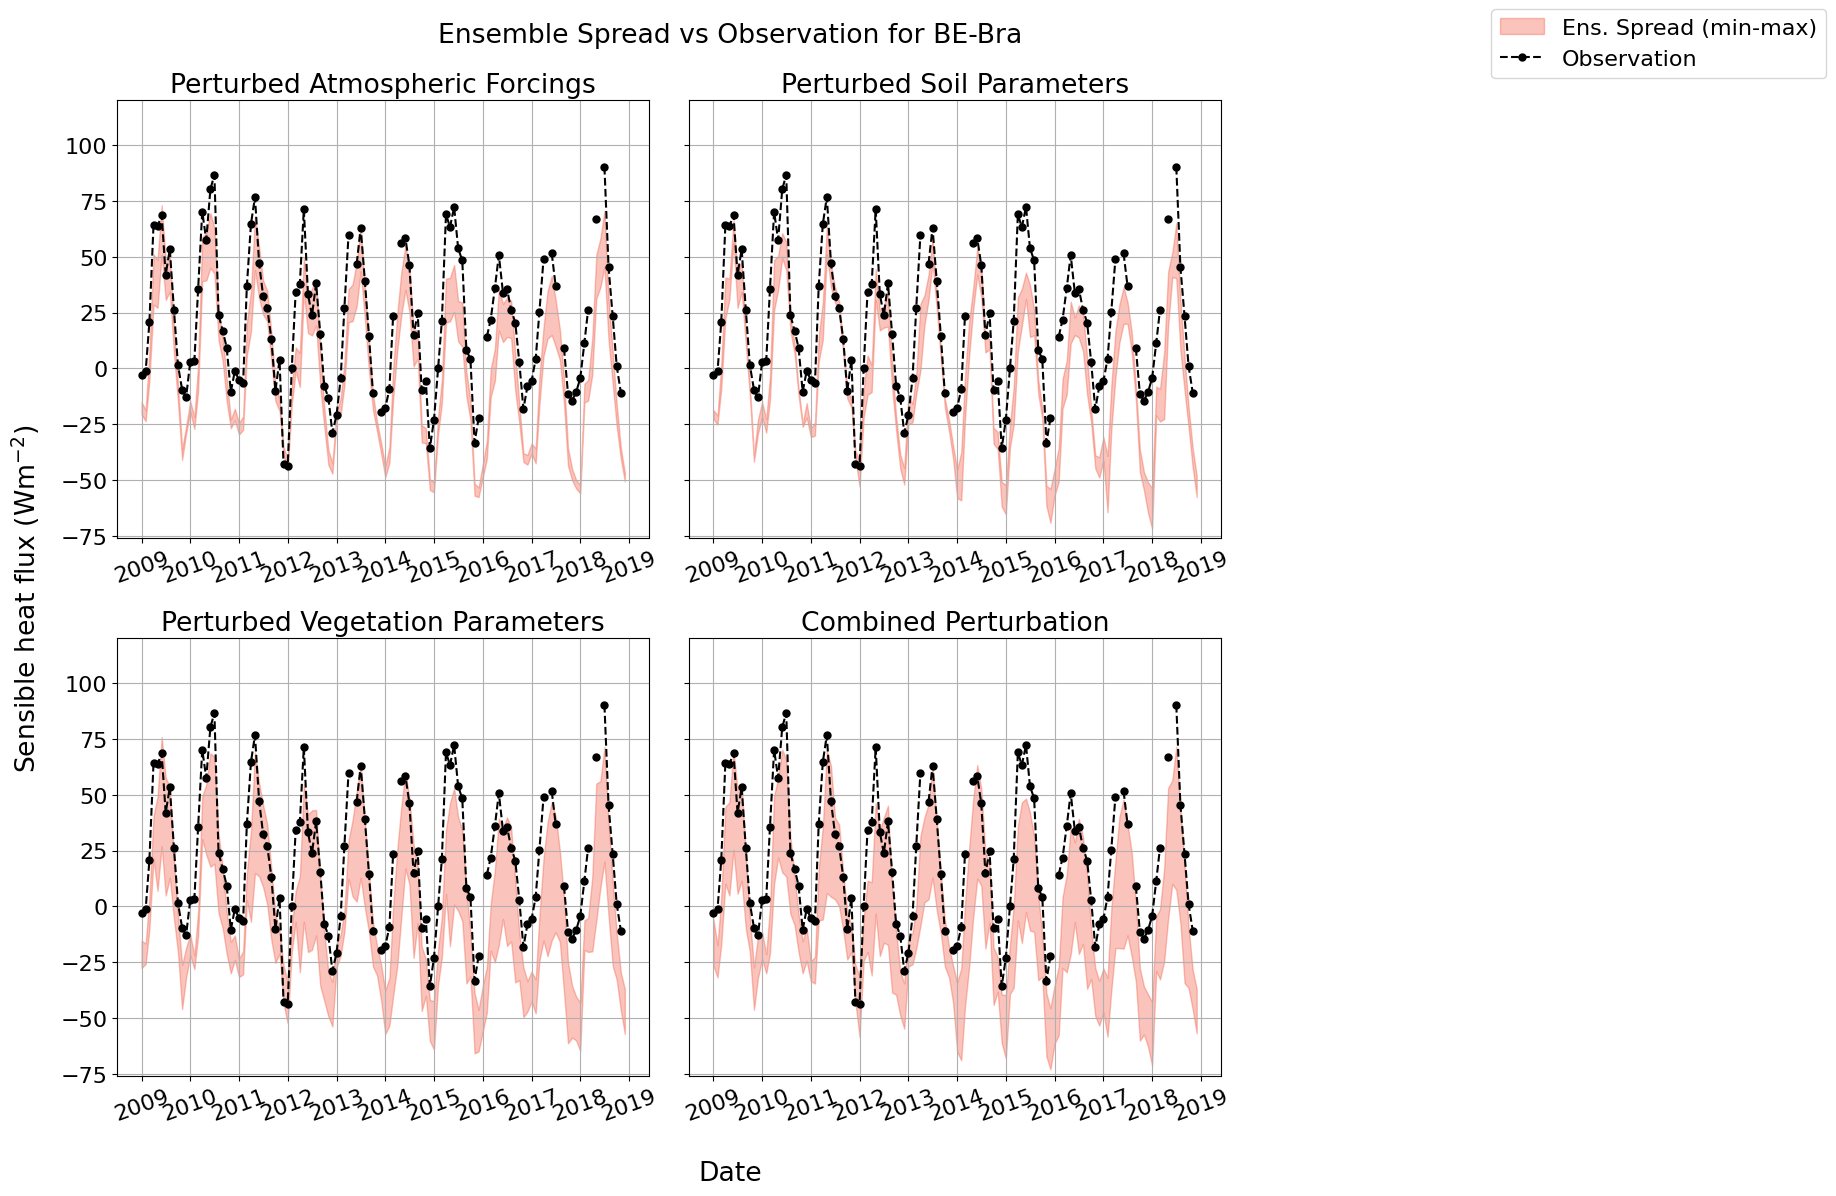 Ensemble Spread vs Observation for BE-Bra
Ens. Spread (min-max)
Observation
Perturbed Atmospheric Forcings
Perturbed Soil Parameters
100
75
50
25
0
−25
−50
−75
2009 2010 2011 2012 2013 2014 2015 2016 2017 2018 2019
2009 2010 2011 2012 2013 2014 2015 2016 2017 2018 2019
Sensible heat flux (Wm⁻²)
Perturbed Vegetation Parameters
Combined Perturbation
100
75
50
25
0
−25
−50
−75
2009 2010 2011 2012 2013 2014 2015 2016 2017 2018 2019
2009 2010 2011 2012 2013 2014 2015 2016 2017 2018 2019
Date